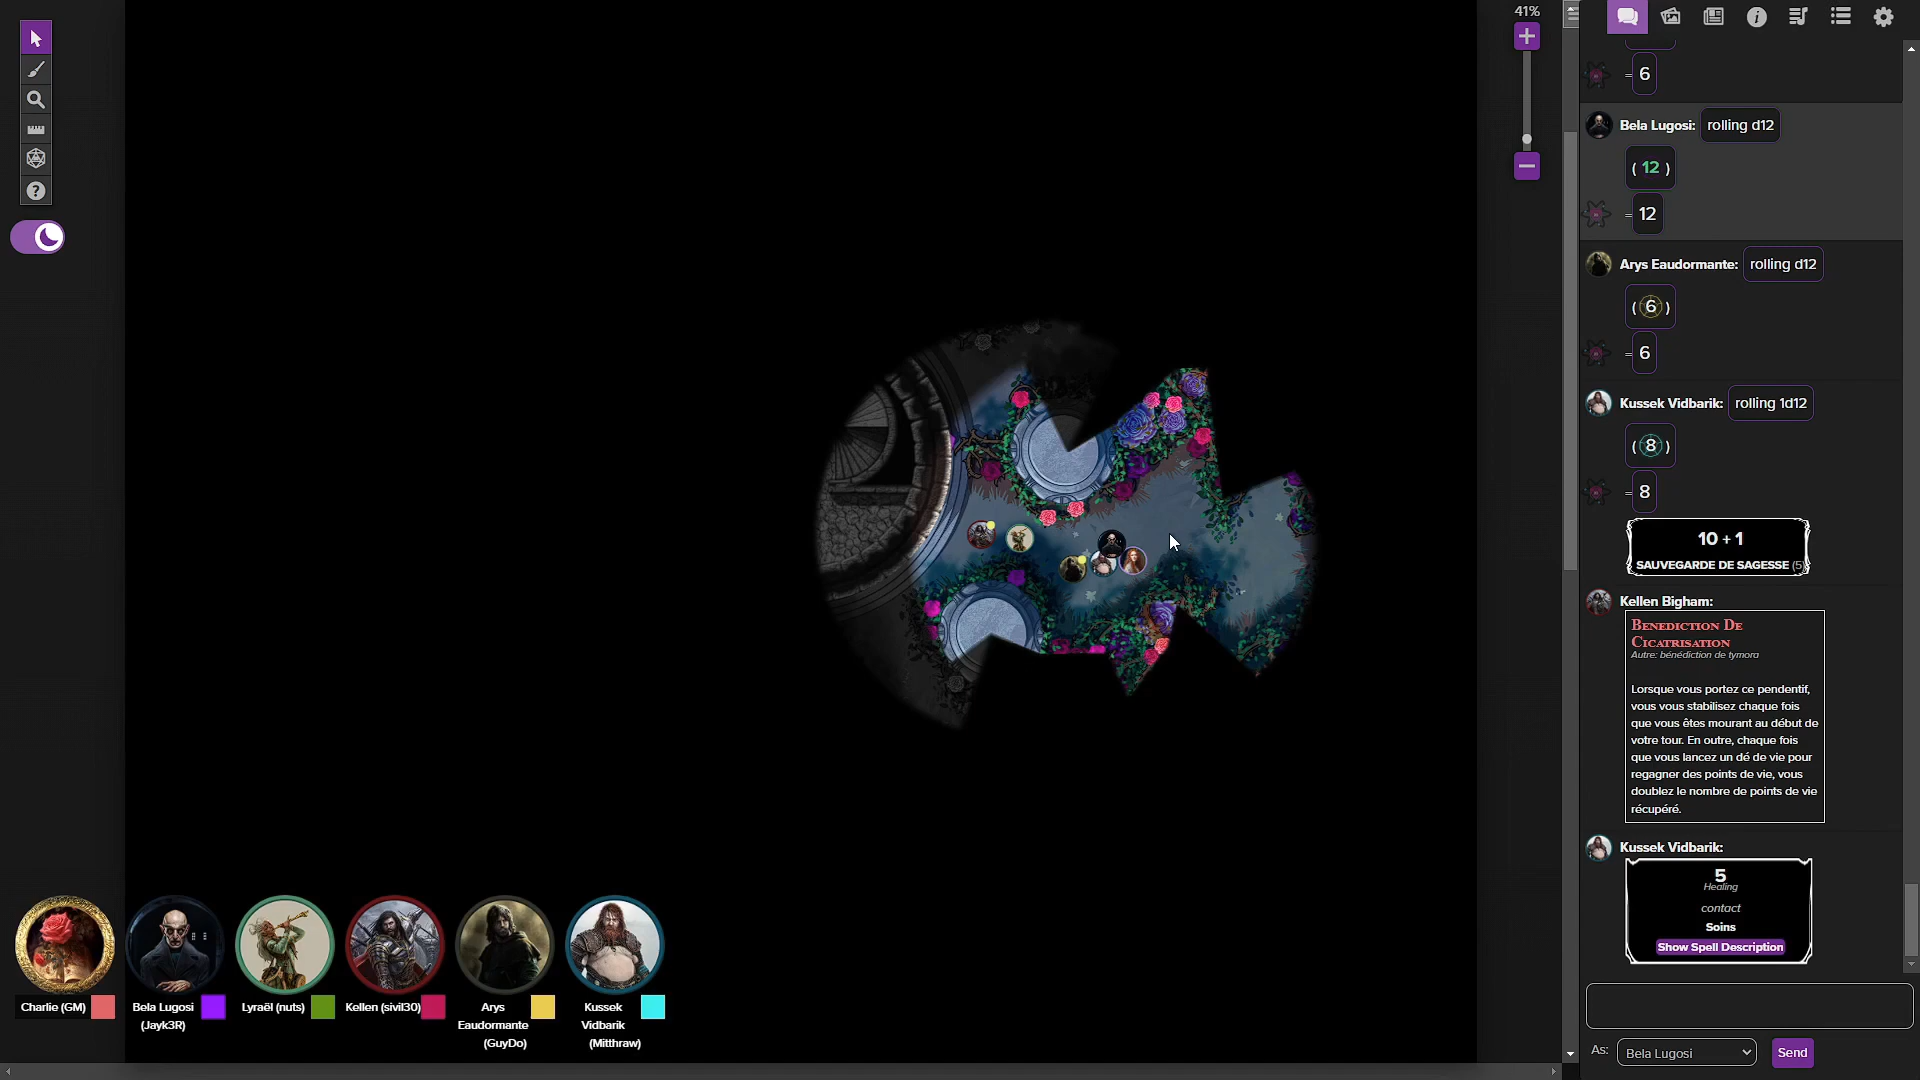 41%
= 6
Bela Lugosi: rolling d12
( 12 )
= 12
Arys Eaudormante: rolling d12
( 6 )
= 6
Kussek Vidbarik: rolling 1d12
( 8 )
= 8
10 + 1
SAUVEGARDE DE SAGESSE (5)
Kellen Bigham:
Benediction De
Cicatrisation
Autre: bénédiction de tymora
Lorsque vous portez ce pendentif,
vous vous stabilisez chaque fois
que vous êtes mourant au début de
votre tour. En outre, chaque fois
que vous lancez un dé de vie pour
regagner des points de vie, vous
doublez le nombre de points de vie
récupéré.
Kussek Vidbarik:
5
Healing
contact
Soins
Show Spell Description
Charlie (GM)
Bela Lugosi
(Jayk3R)
Lyraël (nuts)
Kellen (sivil30)
Arys
Eaudormante
(GuyDo)
Kussek
Vidbarik
(Mitthraw)
As: Bela Lugosi Send